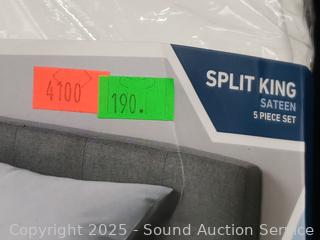 SPLIT KING
SATEEN
5 PIECE SET
4100
190.
Copyright © 2025 - Sound Auction Service